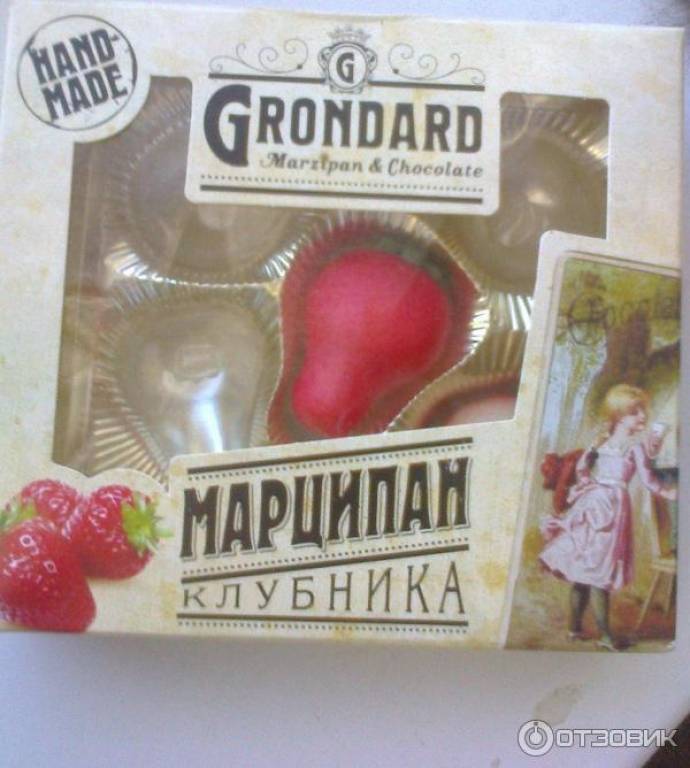 HAND-
MADE
G
GRONDARD
Marzipan & Chocolate
МАРЦИПАН
КЛУБНИКА
ОТЗОВИК